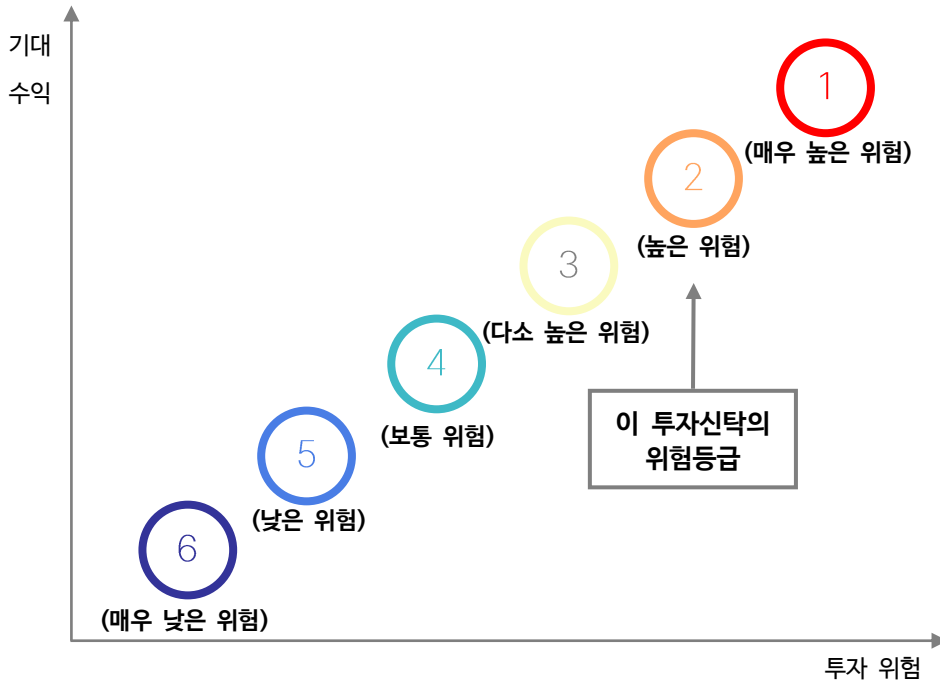 기대
수익
1
(매우 높은 위험)
2
(높은 위험)
3
(다소 높은 위험)
4
(보통 위험)
이 투자신탁의
위험등급
5
(낮은 위험)
6
(매우 낮은 위험)
투자 위험